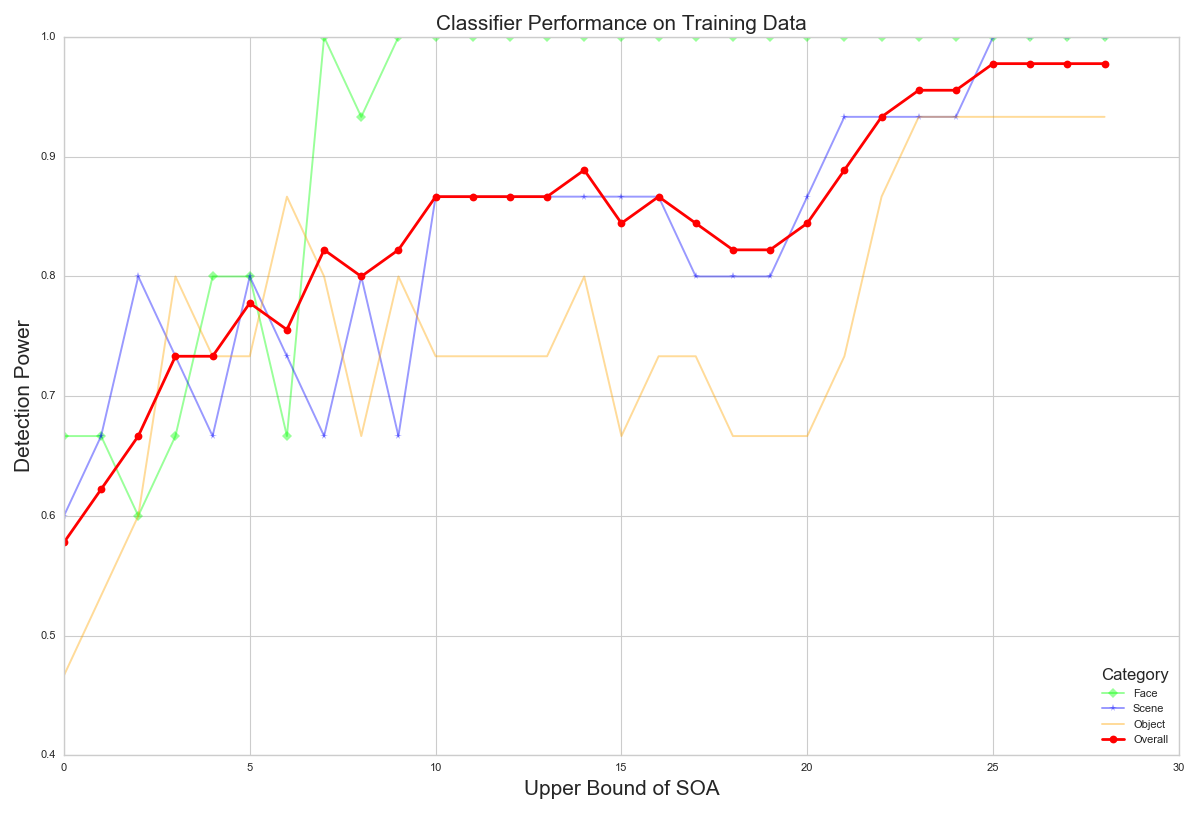 Classifier Performance on Training Data
1.0
0.9
0.8
0.7
0.6
0.5
0.4
Detection Power
0 5 10 15 20 25 30
Upper Bound of SOA
Category
Face
Scene
Object
Overall